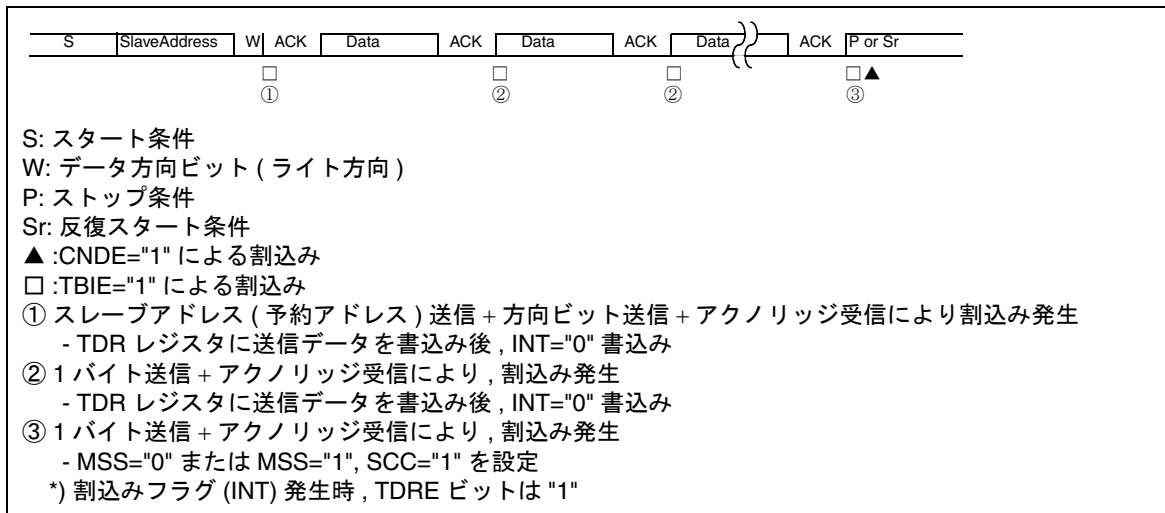 S SlaveAddress W ACK Data ACK Data ACK Data ACK P or Sr
□ □ □ □▲
① ② ② ③
S: スタート条件
W: データ方向ビット ( ライト方向 )
P: ストップ条件
Sr: 反復スタート条件
▲ :CNDE="1" による割込み
□ :TBIE="1" による割込み
① スレーブアドレス ( 予約アドレス ) 送信 + 方向ビット送信 + アクノリッジ受信により割込み発生
- TDR レジスタに送信データを書込み後 , INT="0" 書込み
② 1 バイト送信 + アクノリッジ受信により , 割込み発生
- TDR レジスタに送信データを書込み後 , INT="0" 書込み
③ 1 バイト送信 + アクノリッジ受信により , 割込み発生
- MSS="0" または MSS="1", SCC="1" を設定
*) 割込みフラグ (INT) 発生時 , TDRE ビットは "1"